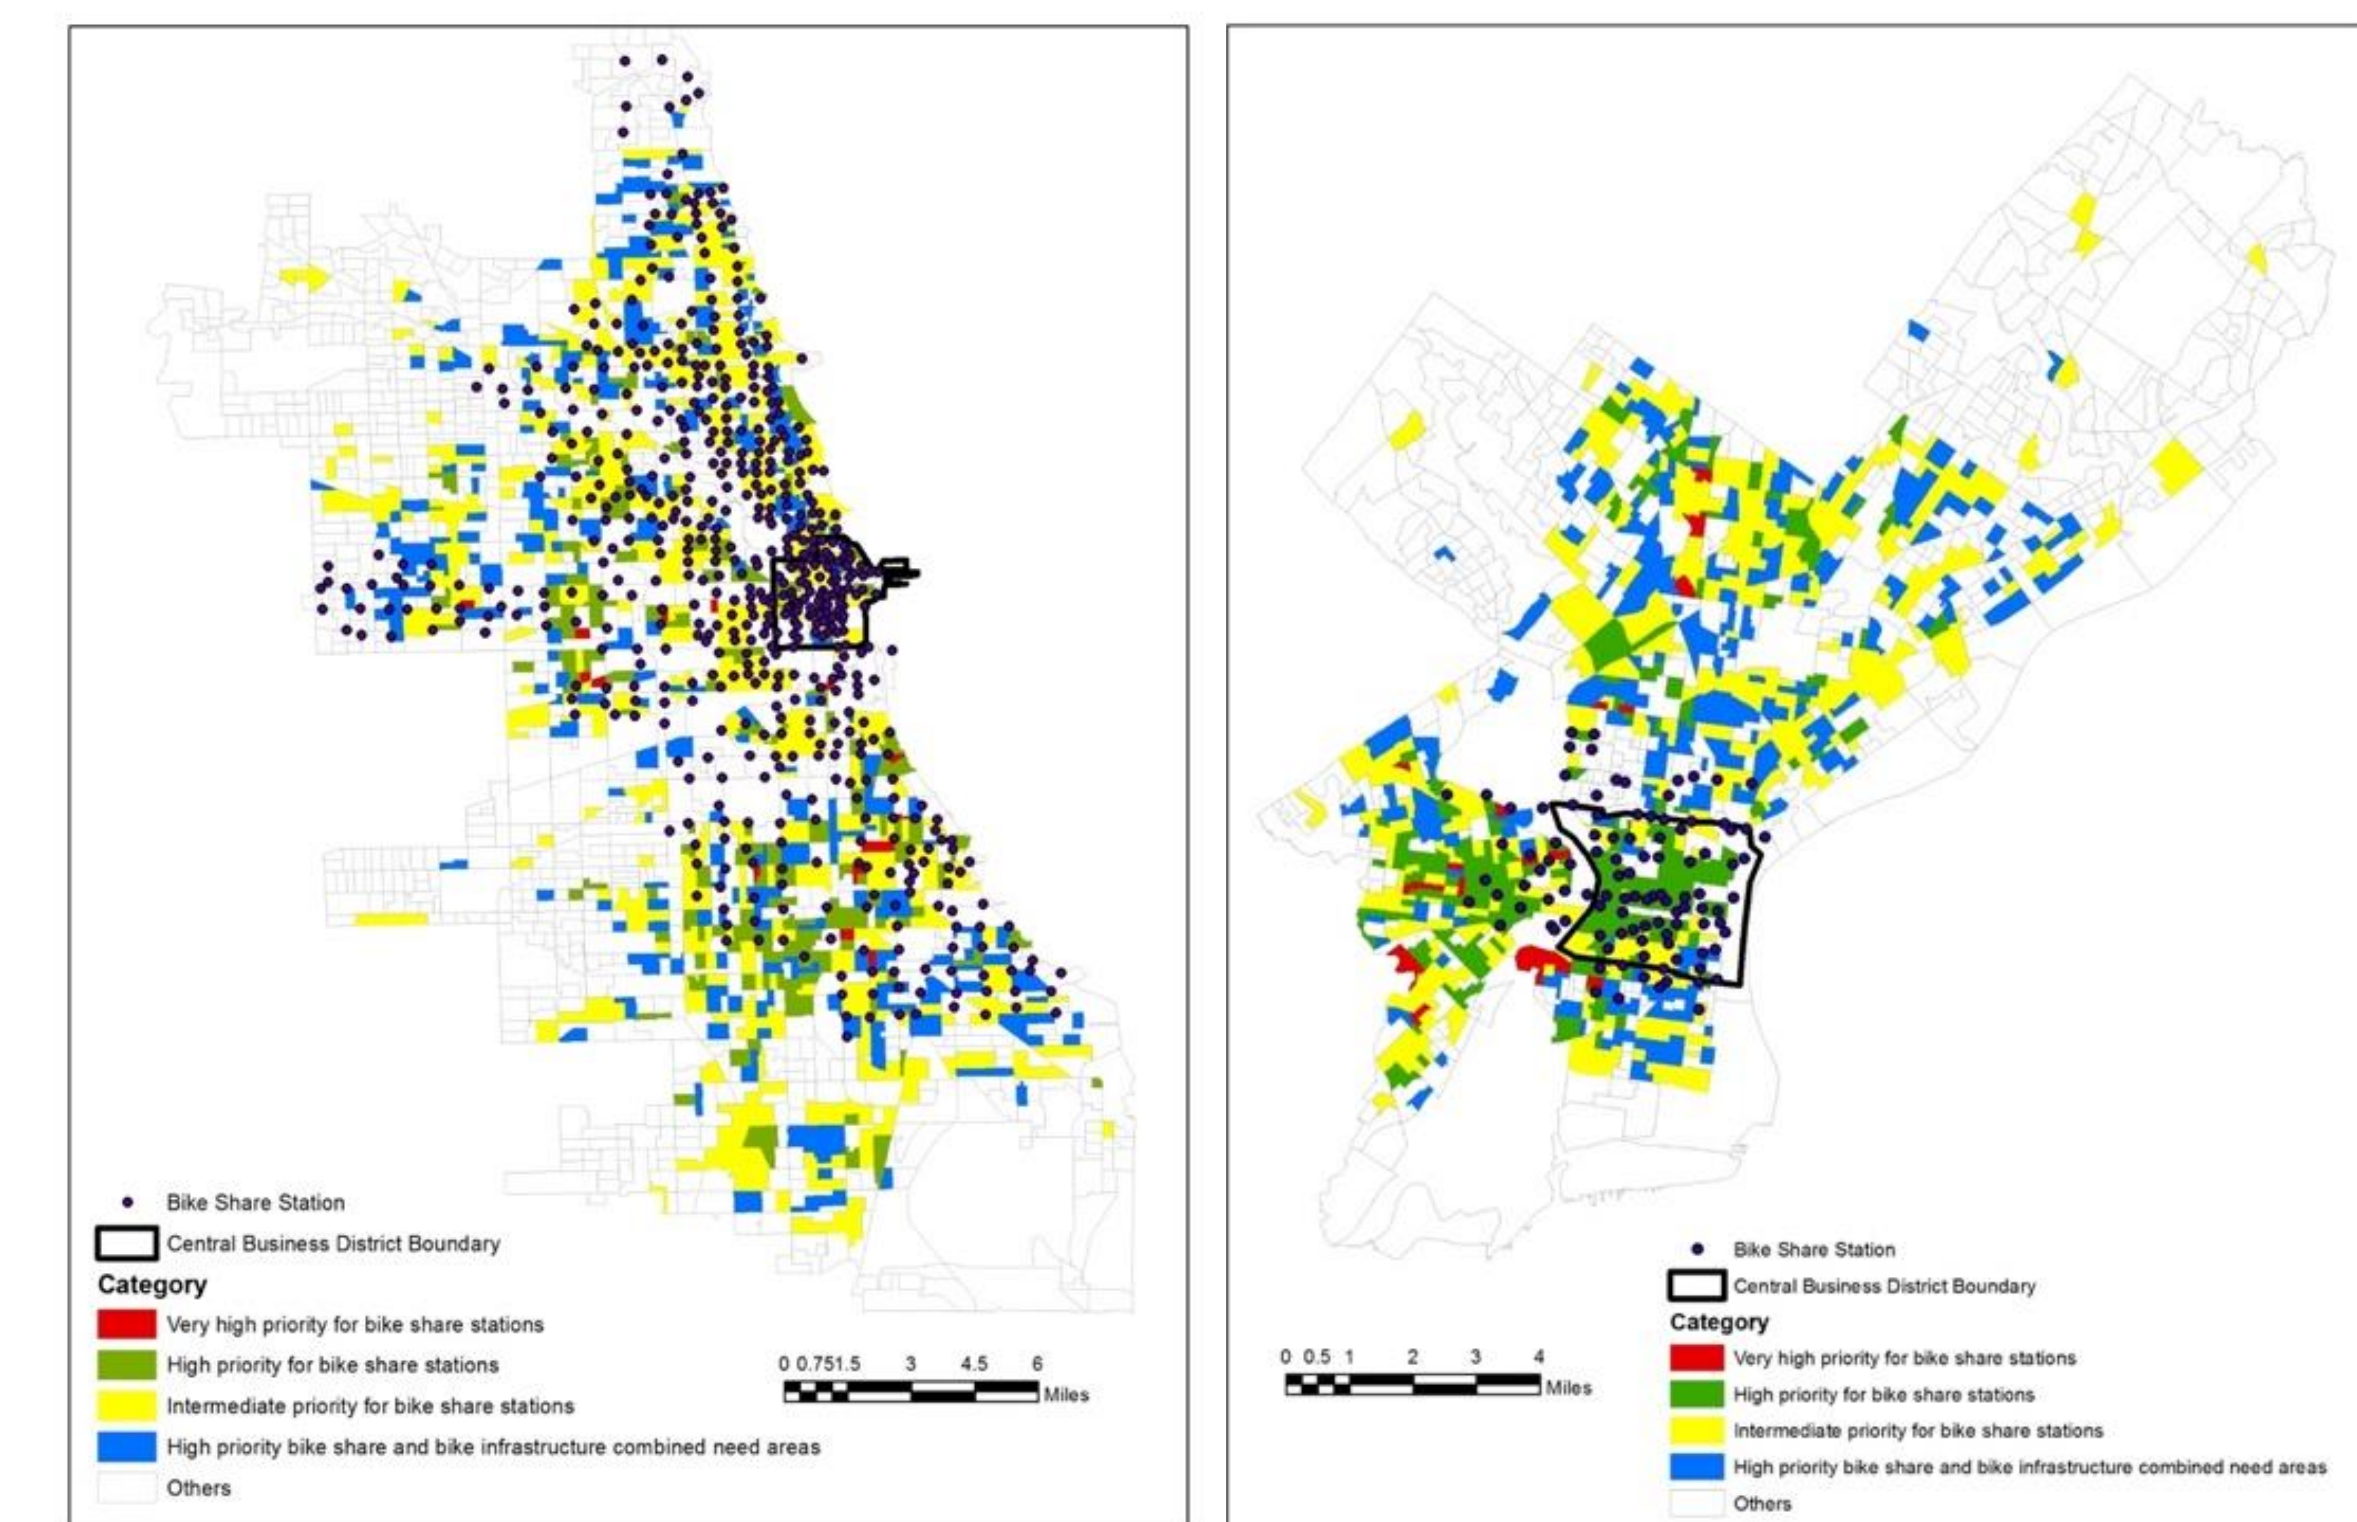 Bike Share Station
Central Business District Boundary
Category
Very high priority for bike share stations
High priority for bike share stations
Intermediate priority for bike share stations
High priority bike share and bike infrastructure combined need areas
Others
0 0.751.5 3 4.5 6
Miles
Bike Share Station
Central Business District Boundary
Category
Very high priority for bike share stations
High priority for bike share stations
Intermediate priority for bike share stations
High priority bike share and bike infrastructure combined need areas
Others
0 0.5 1 2 3 4
Miles